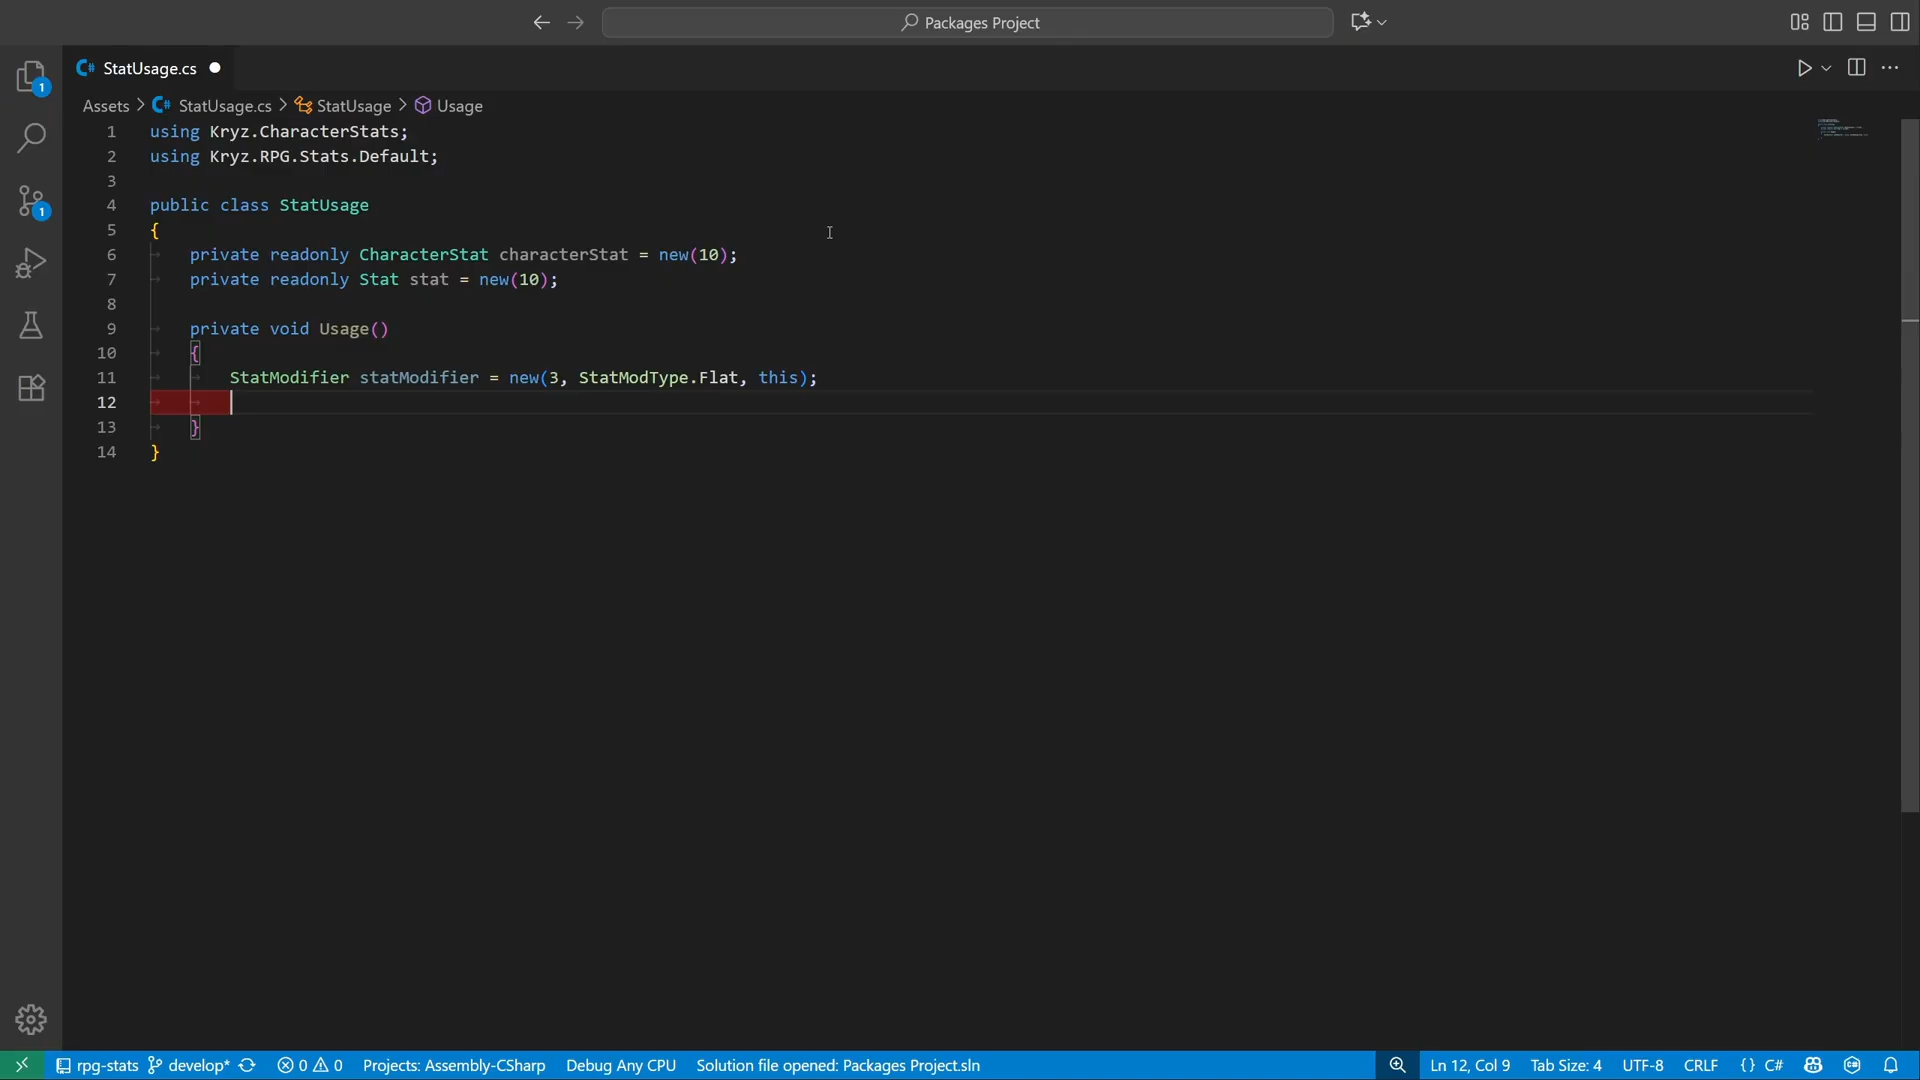 Packages Project
1
StatUsage.cs
Assets > StatUsage.cs > StatUsage > Usage
1 using Kryz.CharacterStats;
2 using Kryz.RPG.Stats.Default;
3
4 public class StatUsage
5 {
6 private readonly CharacterStat characterStat = new(10);
7 private readonly Stat stat = new(10);
8
9 private void Usage()
10 {
11 StatModifier statModifier = new(3, StatModType.Flat, this);
12
13 }
14 }
1
rpg-stats develop* 0 0 Projects: Assembly-CSharp Debug Any CPU Solution file opened: Packages Project.sln Ln 12, Col 9 Tab Size: 4 UTF-8 CRLF {} C#